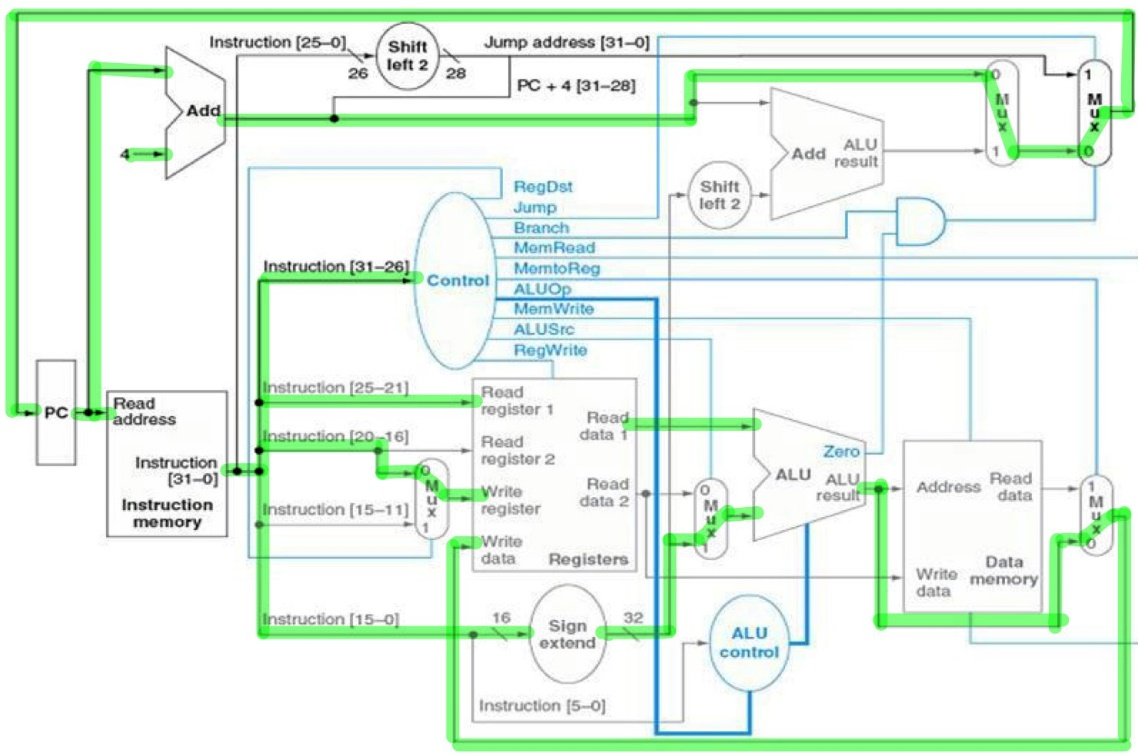 Instruction [25–0]
26
Shift
left 2
28
Jump address [31–0]
PC + 4 [31–28]
Add
4
0
M
u
x
1
1
M
u
x
0
Add
ALU
result
Shift
left 2
RegDst
Jump
Branch
MemRead
MemtoReg
ALUOp
MemWrite
ALUSrc
RegWrite
Control
Instruction [31–26]
PC
Read
address
Instruction
[31–0]
Instruction
memory
Instruction [25–21]
Instruction [20–16]
Instruction [15–11]
0
M
u
x
1
Read
register 1
Read
register 2
Write
register
Write
data
Read
data 1
Read
data 2
Registers
0
M
u
x
1
Zero
ALU
ALU
result
Address
Read
data
Write
data
Data
memory
1
M
u
x
0
Instruction [15–0]
16
Sign
extend
32
ALU
control
Instruction [5–0]